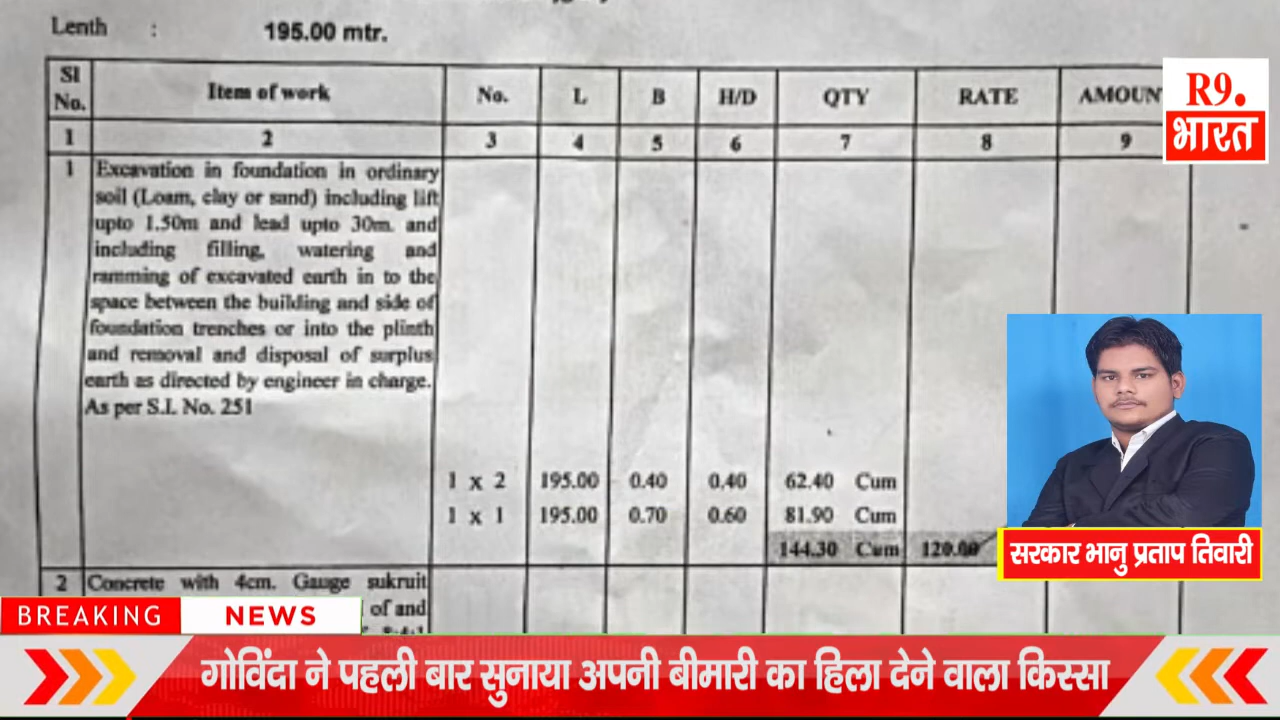 Lenth : 195.00 mtr.
Sl No. Item of work No. L B H/D QTY RATE AMOUN
1 2 3 4 5 6 7 8 9
1 Excavation in foundation in ordinary
soil (Loam, clay or sand) including lift
upto 1.50m and lead upto 30m. and
including filling, watering and
ramming of excavated earth in to the
space between the building and side of
foundation trenches or into the plinth
and removal and disposal of surplus
earth as directed by engineer in charge.
As per S.I. No. 251
1 x 2 195.00 0.40 0.40 62.40 Cum
1 x 1 195.00 0.70 0.60 81.90 Cum
144.30 Cum 120.00
2 Concrete with 4cm. Gauge sukruit
of and
R9.
भारत
सरकार भानु प्रताप तिवारी
BREAKING NEWS
गोविंदा ने पहली बार सुनाया अपनी बीमारी का हिला देने वाला किस्सा